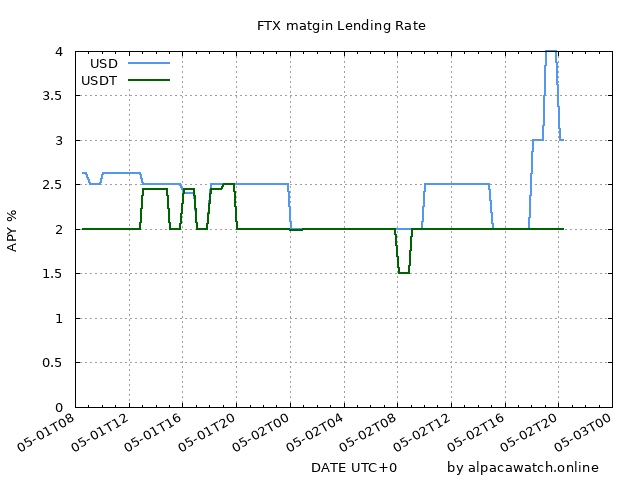 FTX matgin Lending Rate
USD
USDT
4
3.5
3
2.5
2
1.5
1
0.5
0
APY %
05-01T08
05-01T12
05-01T16
05-01T20
05-02T00
05-02T04
05-02T08
05-02T12
05-02T16
05-02T20
05-03T00
DATE UTC+0
by alpacawatch.online